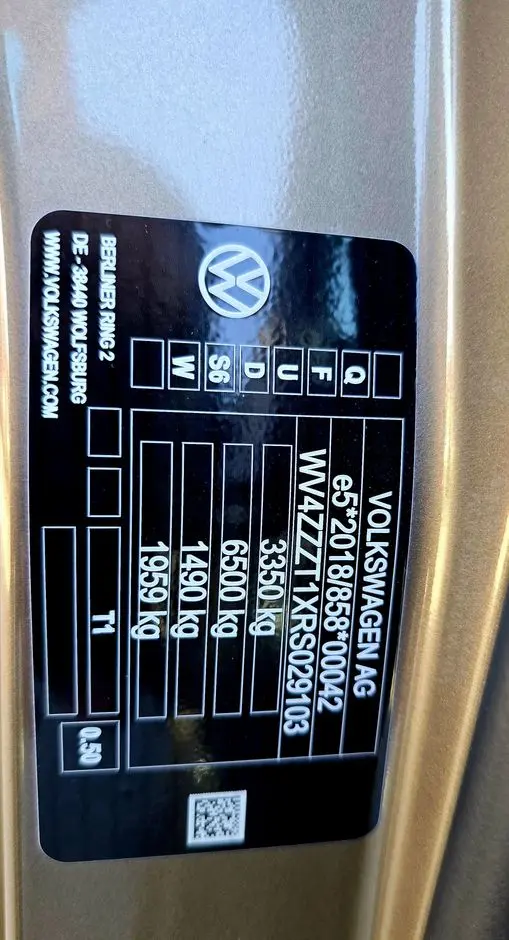 VOLKSWAGEN AG
e5*2018/858*00042
WV4ZZZT1XRS029103
3350 kg
6500 kg
1490 kg
1959 kg
T1
0.50
Q
F
U
D
S6
W
BERLINER RING 2
DE - 38440 WOLFSBURG
WWW.VOLKSWAGEN.COM